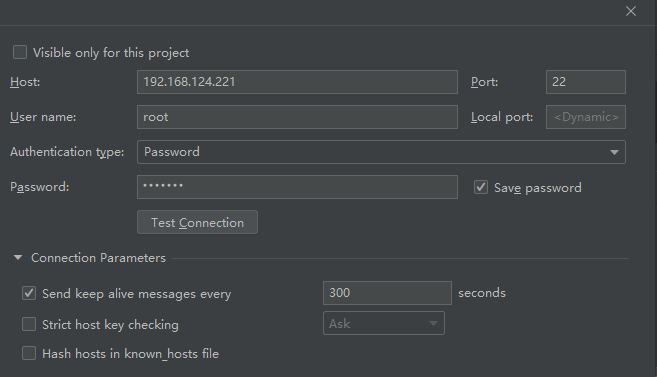 Visible only for this project
Host: 192.168.124.221 Port: 22
User name: root Local port: <Dynamic>
Authentication type: Password
Password: ••••••• Save password
Test Connection
Connection Parameters
Send keep alive messages every 300 seconds
Strict host key checking Ask
Hash hosts in known_hosts file